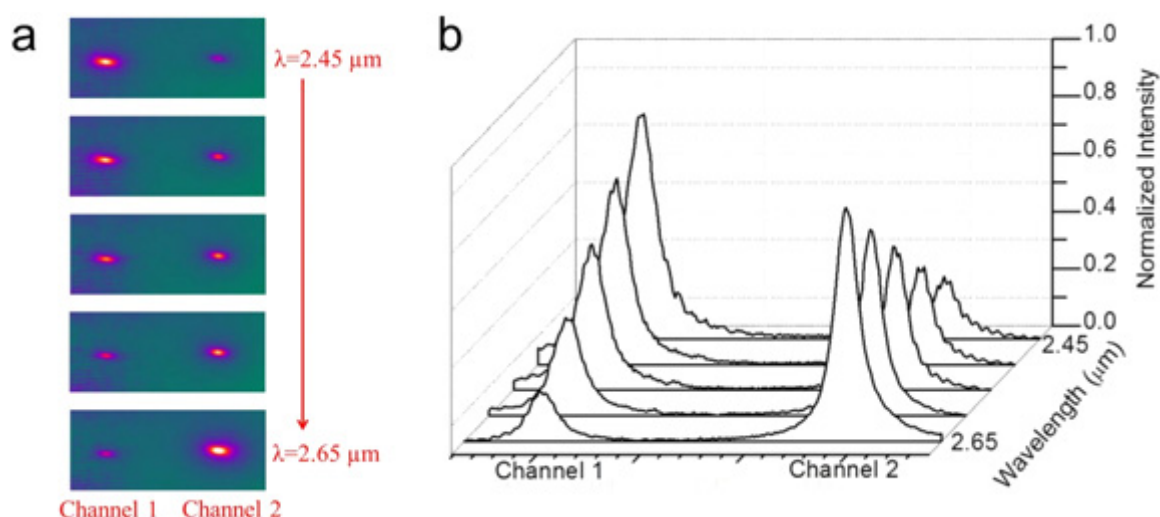 a
λ=2.45 μm
λ=2.65 μm
Channel 1 Channel 2
b
1.0
0.8
0.6
0.4
0.2
0.0
Normalized Intensity
2.45
2.65
Wavelength (μm)
Channel 1 Channel 2